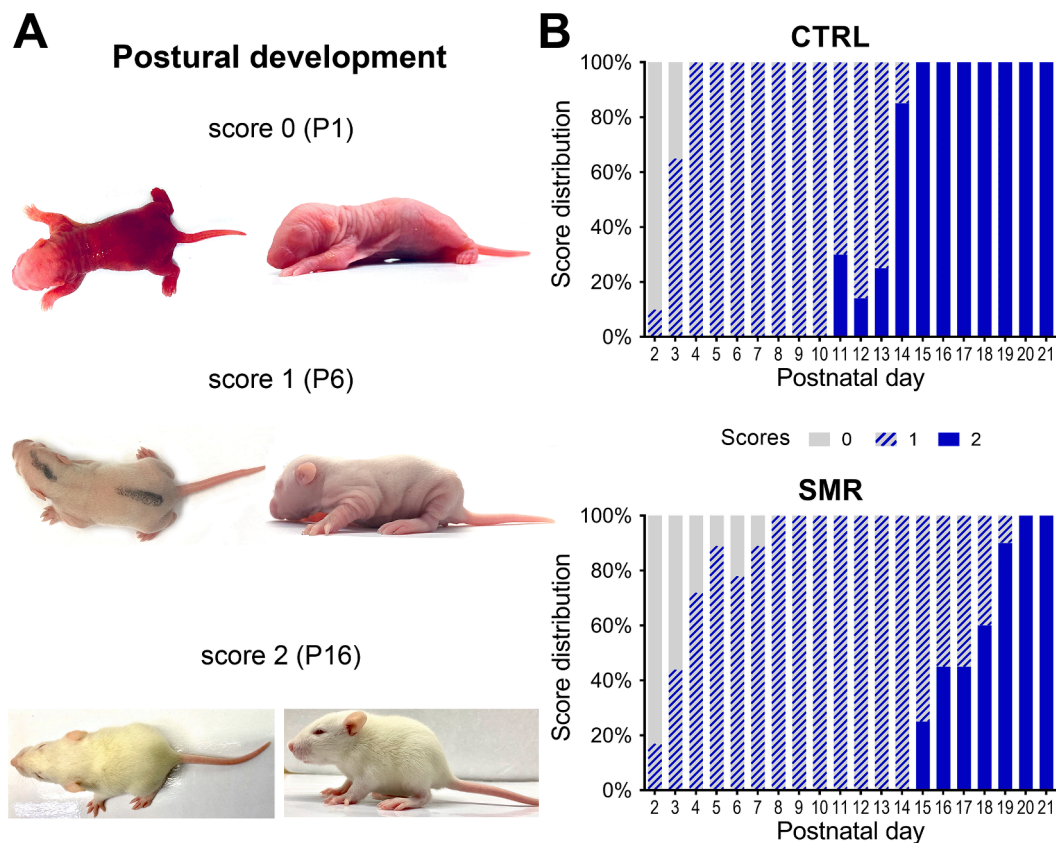 A
Postural development
score 0 (P1)
score 1 (P6)
score 2 (P16)
B
CTRL
100%
80%
60%
40%
20%
0%
Score distribution
2 3 4 5 6 7 8 9 10 11 12 13 14 15 16 17 18 19 20 21
Postnatal day
Scores 0 1 2
SMR
100%
80%
60%
40%
20%
0%
Score distribution
2 3 4 5 6 7 8 9 10 11 12 13 14 15 16 17 18 19 20 21
Postnatal day